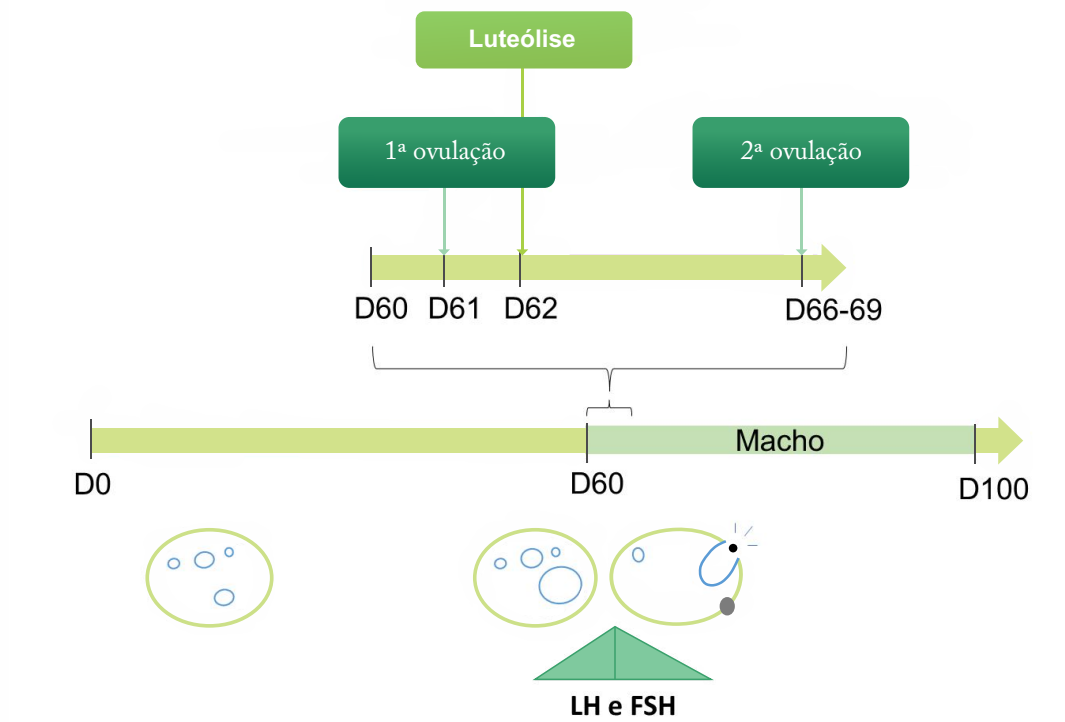 Luteólise
1ª ovulação
2ª ovulação
D60
D61
D62
D66-69
Macho
D0
D60
D100
LH e FSH